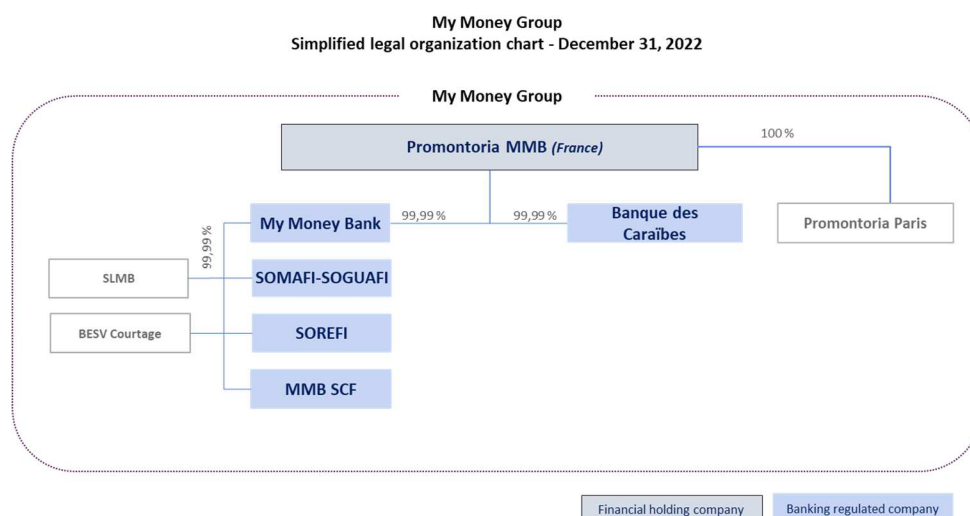 My Money Group
Simplified legal organization chart - December 31, 2022
My Money Group
Promontoria MMB (France)
100 %
My Money Bank
99,99 %
99,99 %
Banque des
Caraïbes
Promontoria Paris
99,99 %
SLMB
SOMAFI-SOGUAFI
BESV Courtage
SOREFI
MMB SCF
Financial holding company
Banking regulated company